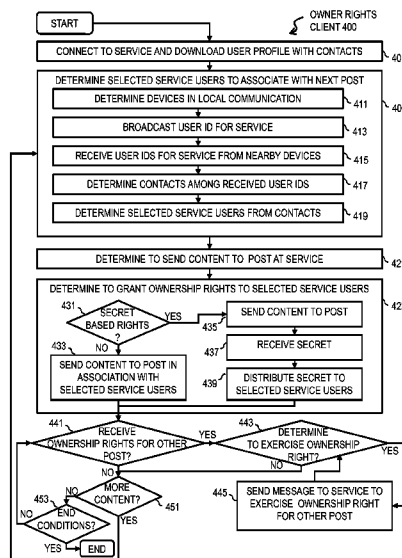 START
OWNER RIGHTS
CLIENT 400
CONNECT TO SERVICE AND DOWNLOAD USER PROFILE WITH CONTACTS
40
DETERMINE SELECTED SERVICE USERS TO ASSOCIATE WITH NEXT POST
DETERMINE DEVICES IN LOCAL COMMUNICATION
411
40
BROADCAST USER ID FOR SERVICE
413
RECEIVE USER IDS FOR SERVICE FROM NEARBY DEVICES
415
DETERMINE CONTACTS AMONG RECEIVED USER IDS
417
DETERMINE SELECTED SERVICE USERS FROM CONTACTS
419
DETERMINE TO SEND CONTENT TO POST AT SERVICE
42
DETERMINE TO GRANT OWNERSHIP RIGHTS TO SELECTED SERVICE USERS
42
431
SECRET
BASED RIGHTS
?
YES
435
SEND CONTENT TO POST
NO
433
437
RECEIVE SECRET
SEND CONTENT TO POST IN
ASSOCIATION WITH
SELECTED SERVICE USERS
439
DISTRIBUTE SECRET TO
SELECTED SERVICE USERS
441
RECEIVE
OWNERSHIP RIGHTS FOR OTHER
POST?
YES
443
DETERMINE
TO EXERCISE OWNERSHIP
RIGHT?
YES
NO
NO
MORE
CONTENT?
451
NO
453
END
CONDITIONS?
NO
YES
END
YES
445
SEND MESSAGE TO SERVICE TO
EXERCISE OWNERSHIP RIGHT
FOR OTHER POST